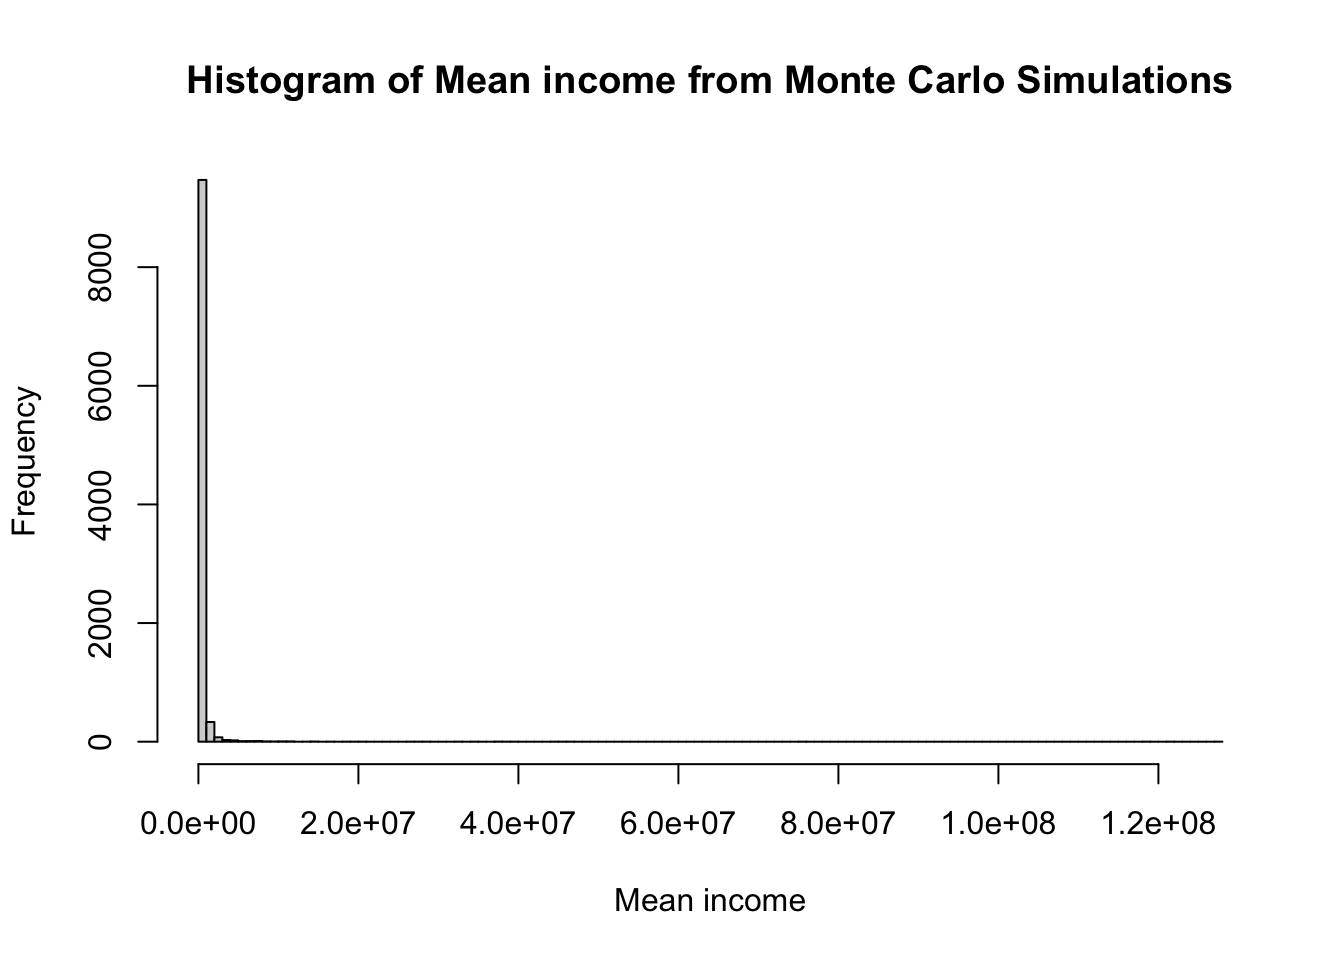 Histogram of Mean income from Monte Carlo Simulations
Frequency
8000
6000
4000
2000
0
0.0e+00 2.0e+07 4.0e+07 6.0e+07 8.0e+07 1.0e+08 1.2e+08
Mean income